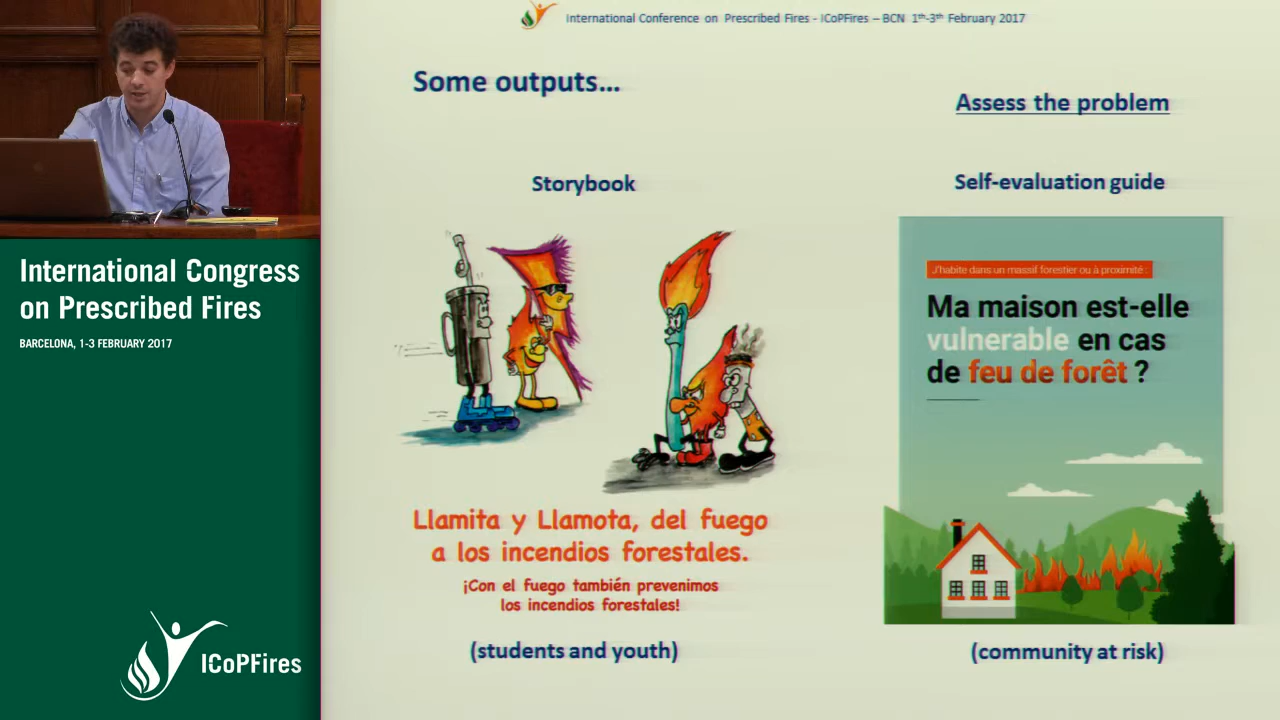 International Conference on Prescribed Fires - ICoPFires – BCN 1th-3th February 2017
Some outputs...
Assess the problem
Storybook
Self-evaluation guide
J'habite dans un massif forestier ou à proximité :
Ma maison est-elle
vulnerable en cas
de feu de forêt ?
Llamita y Llamota, del fuego
a los incendios forestales.
¡Con el fuego también prevenimos
los incendios forestales!
(students and youth)
(community at risk)
International Congress
on Prescribed Fires
BARCELONA, 1-3 FEBRUARY 2017
ICoPFires